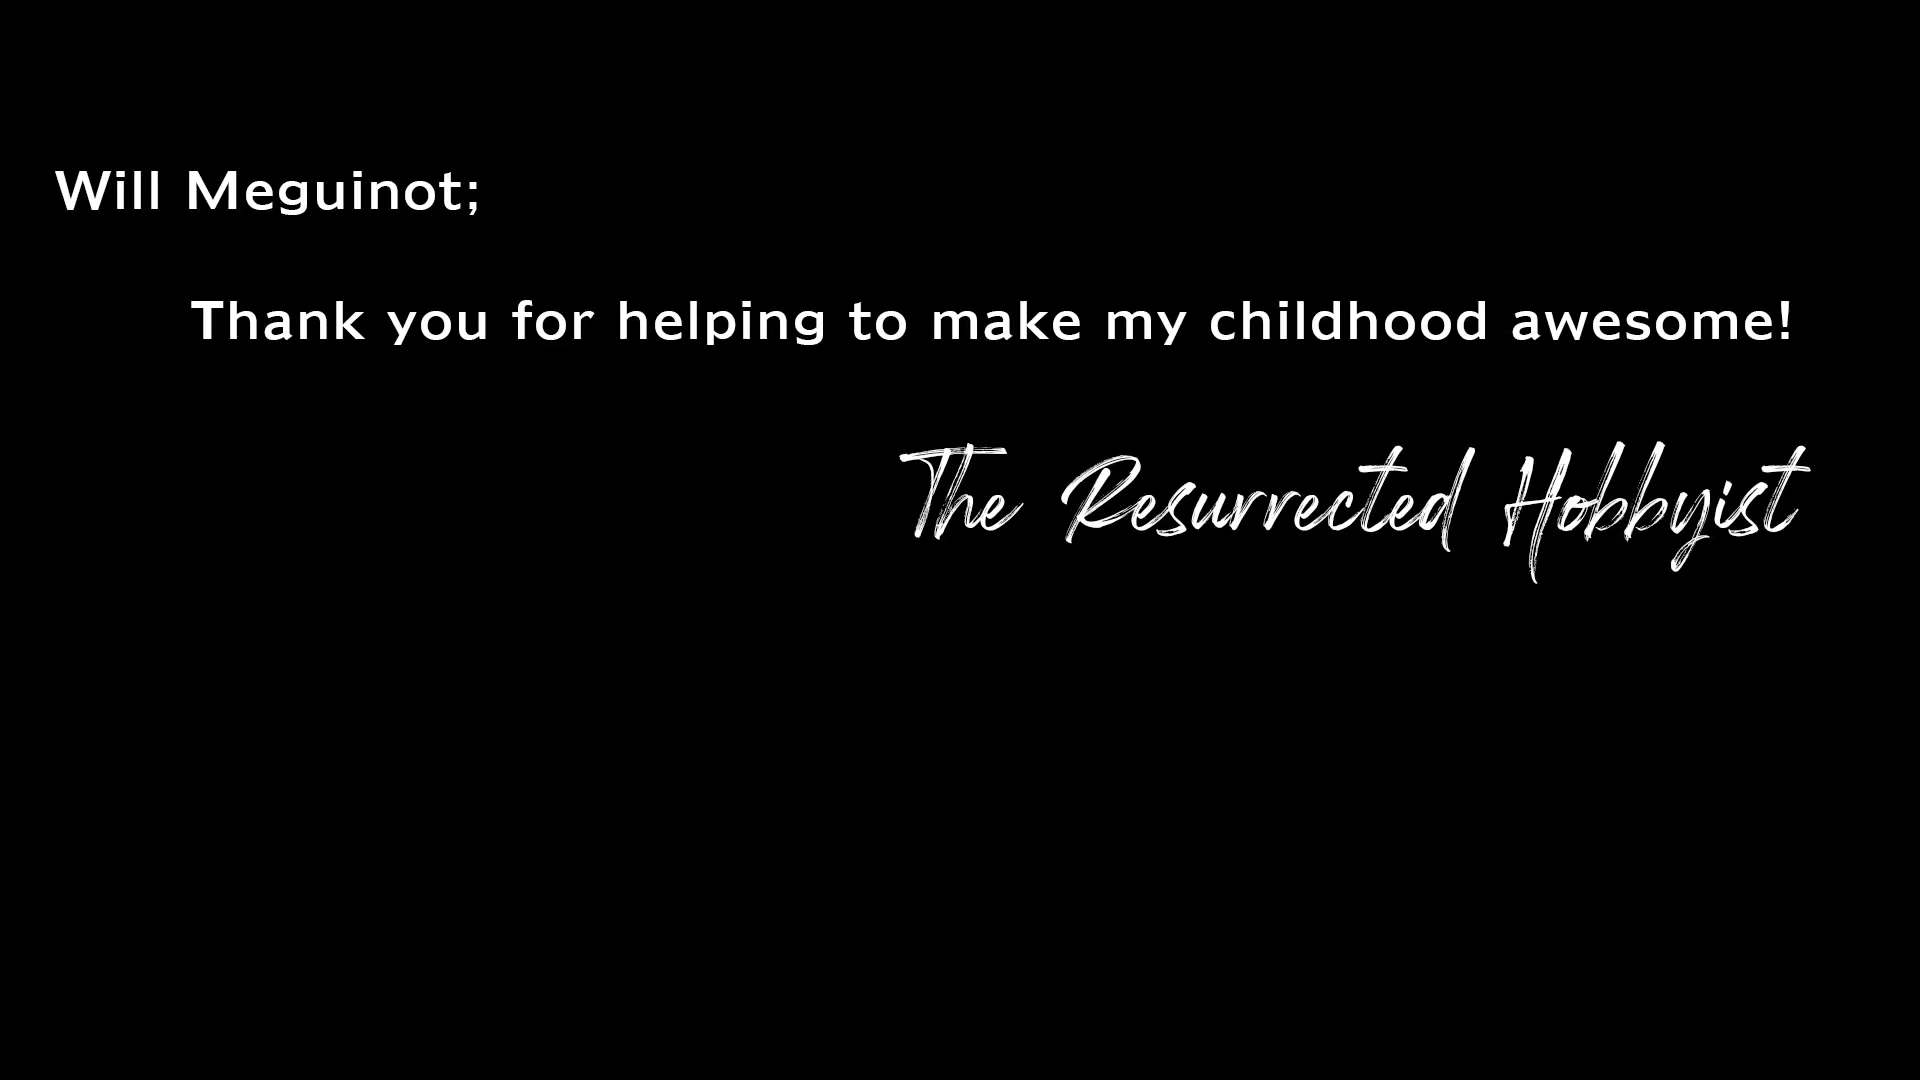 Will Meguinot;
Thank you for helping to make my childhood awesome!
The Resurrected Hobbyist